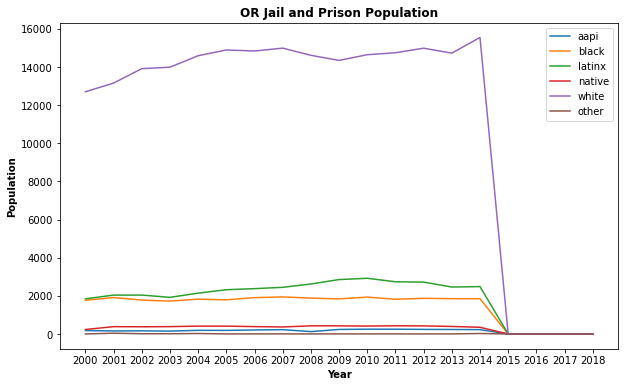 OR Jail and Prison Population
16000
14000
12000
10000
8000
6000
4000
2000
0
Population
aapi
black
latinx
native
white
other
2000 2001 2002 2003 2004 2005 2006 2007 2008 2009 2010 2011 2012 2013 2014 2015 2016 2017 2018
Year